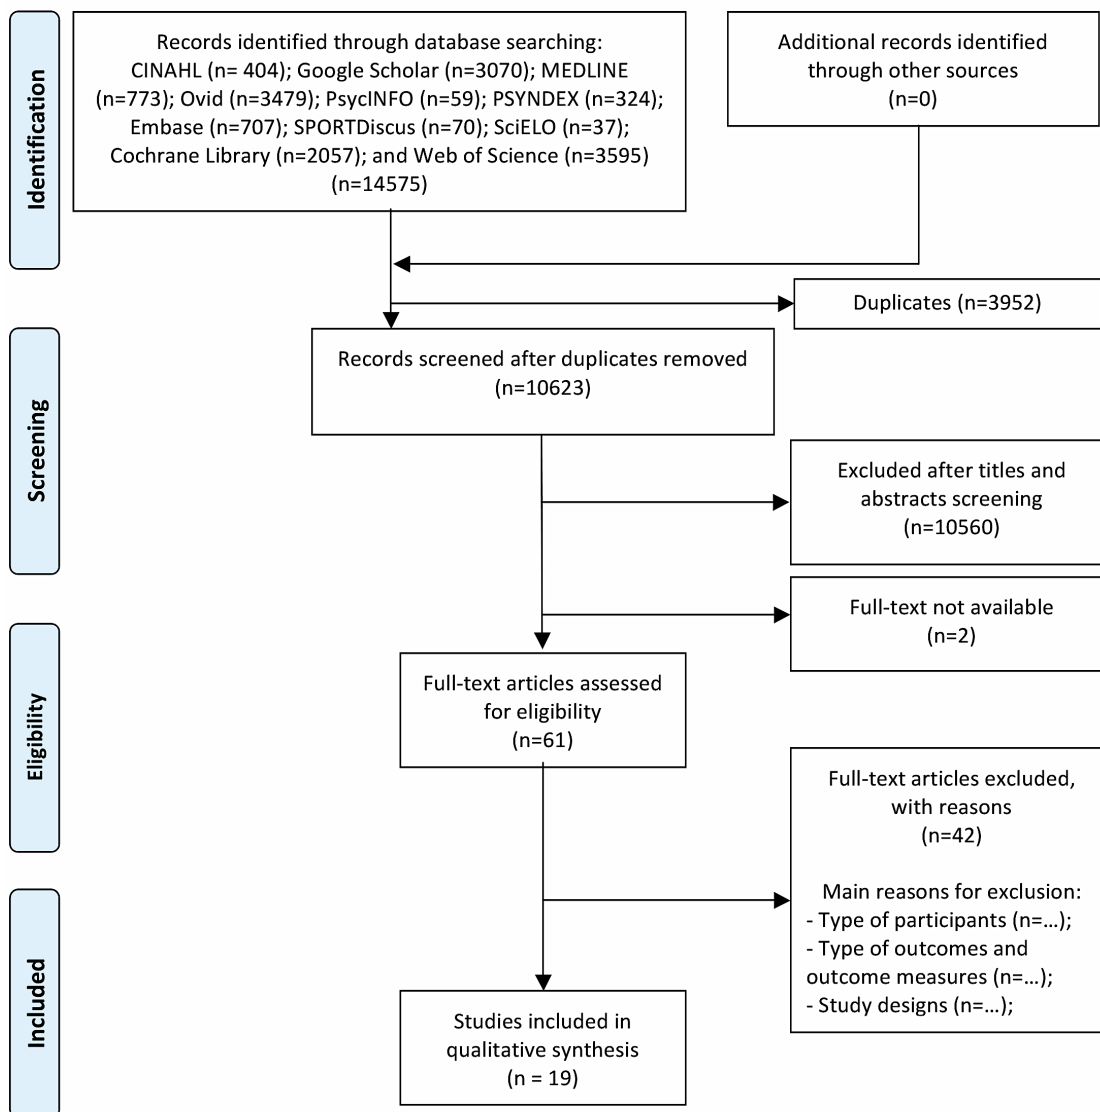 Identification
Records identified through database searching:
CINAHL (n= 404); Google Scholar (n=3070); MEDLINE
(n=773); Ovid (n=3479); PsycINFO (n=59); PSYNDEX (n=324);
Embase (n=707); SPORTDiscus (n=70); SciELO (n=37);
Cochrane Library (n=2057); and Web of Science (n=3595)
(n=14575)
Additional records identified
through other sources
(n=0)
Duplicates (n=3952)
Screening
Records screened after duplicates removed
(n=10623)
Excluded after titles and
abstracts screening
(n=10560)
Full-text not available
(n=2)
Eligibility
Full-text articles assessed
for eligibility
(n=61)
Full-text articles excluded,
with reasons
(n=42)
Main reasons for exclusion:
- Type of participants (n=…);
- Type of outcomes and
outcome measures (n=…);
- Study designs (n=…);
Included
Studies included in
qualitative synthesis
(n = 19)